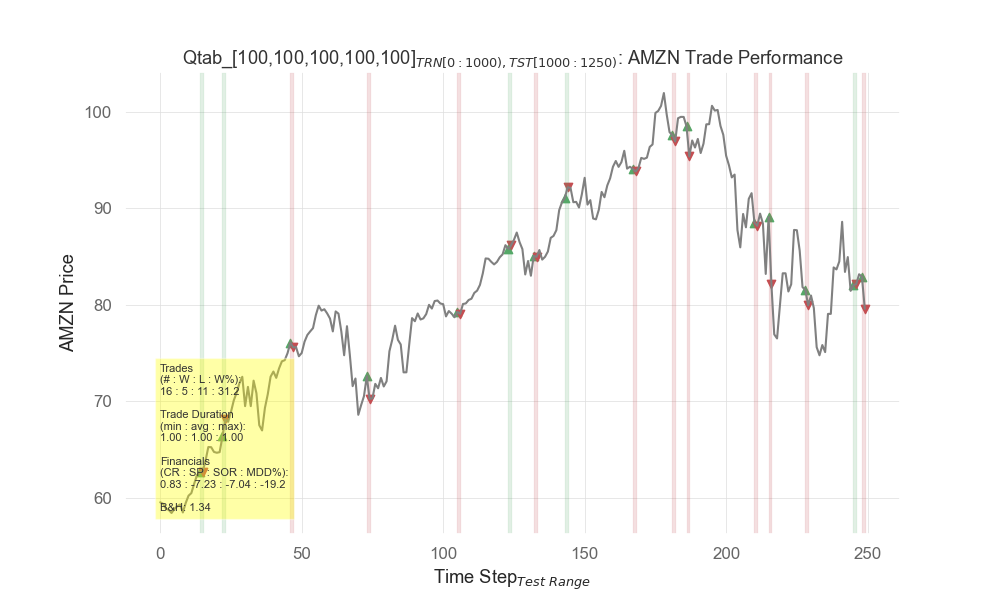 Qtab_[100,100,100,100,100]TRN[0 : 1000), TST[1000 : 1250): AMZN Trade Performance
AMZN Price
100
90
80
70
60
Trades
(# : W : L : W%):
16 : 5 : 11 : 31.2
Trade Duration
(min : avg : max):
1.00 : 1.00 : 1.00
Financials
(CR : SR : SOR : MDD%):
0.83 : -7.23 : -7.04 : -19.2
B&H: 1.34
0 50 100 150 200 250
Time StepTest Range